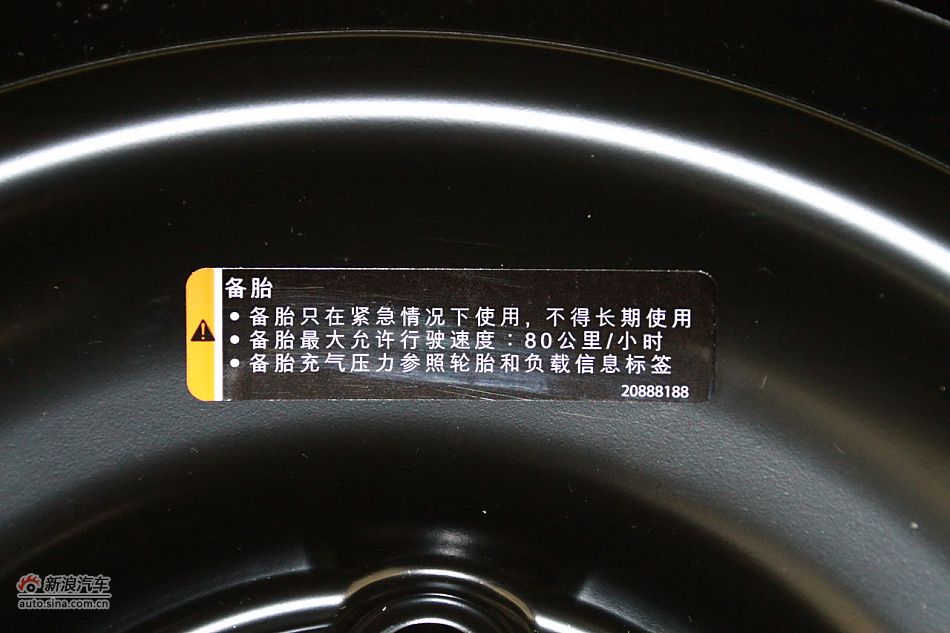 备胎
• 备胎只在紧急情况下使用，不得长期使用
• 备胎最大允许行驶速度：80公里/小时
• 备胎充气压力参照轮胎和负载信息标签
20888188
新浪汽车
auto.sina.com.cn